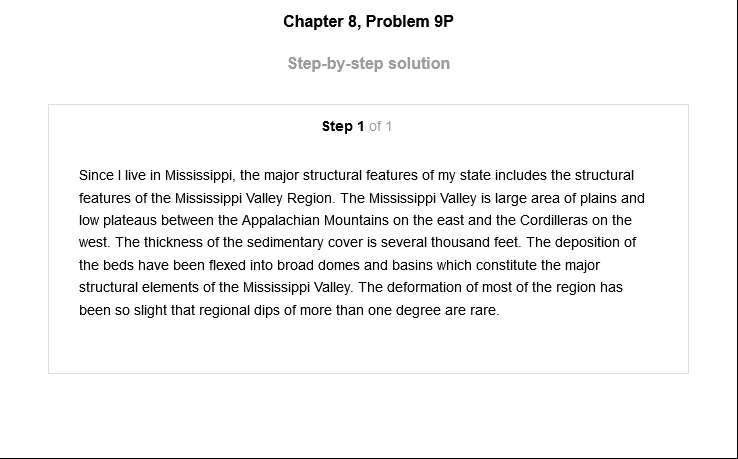 Chapter 8, Problem 9P
Step-by-step solution
Step 1 of 1
Since I live in Mississippi, the major structural features of my state includes the structural
features of the Mississippi Valley Region. The Mississippi Valley is large area of plains and
low plateaus between the Appalachian Mountains on the east and the Cordilleras on the
west. The thickness of the sedimentary cover is several thousand feet. The deposition of
the beds have been flexed into broad domes and basins which constitute the major
structural elements of the Mississippi Valley. The deformation of most of the region has
been so slight that regional dips of more than one degree are rare.